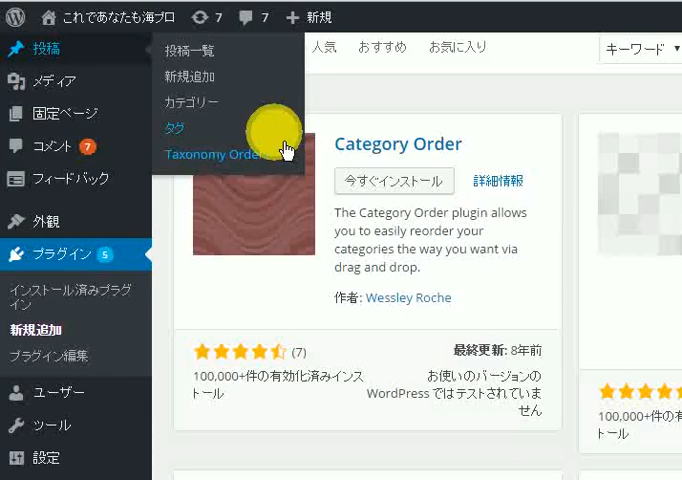 これであなたも海プロ 7 7 新規
投稿
メディア
固定ページ
コメント 7
フィードバック
外観
プラグイン 5
インストール済みプラグ
イン
新規追加
プラグイン編集
ユーザー
ツール
設定
投稿一覧
新規追加
カテゴリー
タグ
Taxonomy Order
人気 おすすめ お気に入り
キーワード
Category Order
今すぐインストール 詳細情報
The Category Order plugin allows
you to easily reorder your
categories the way you want via
drag and drop.
作者: Wessley Roche
(7)
100,000+件の有効化済みインス
トール
最終更新: 8年前
お使いのバージョンの
WordPress ではテストされていま
せん
100,000+件の
トール